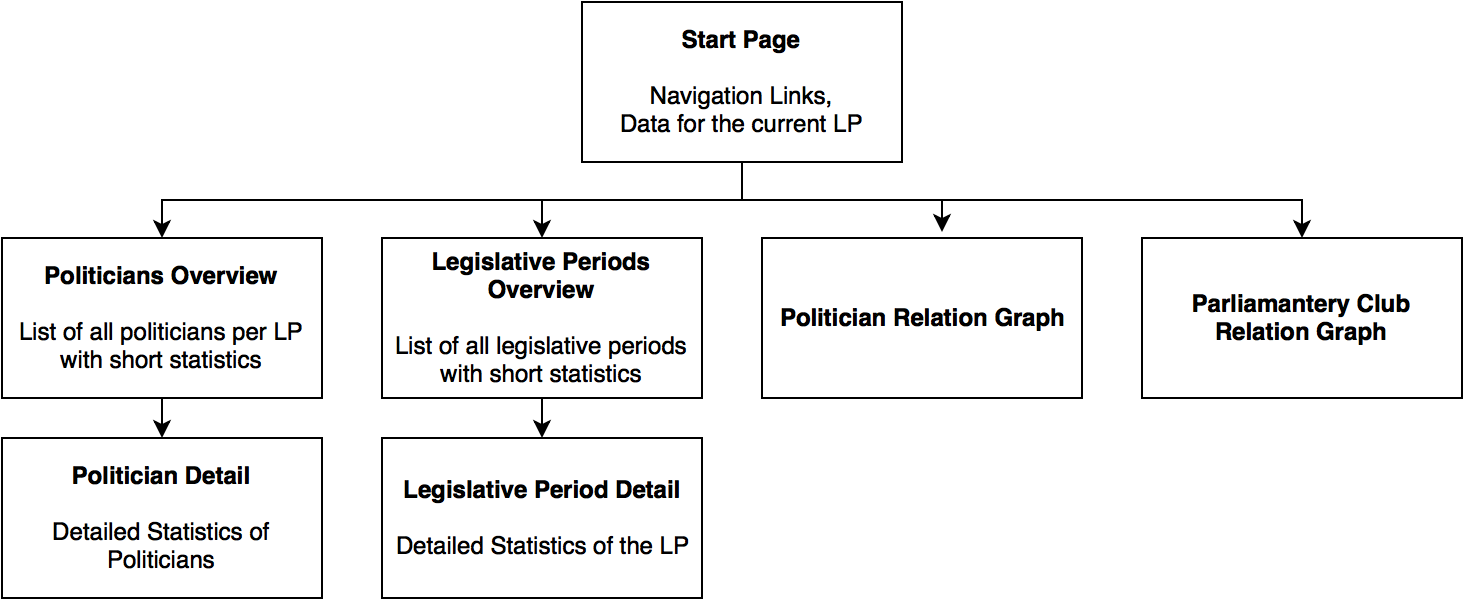 Start Page
Navigation Links,
Data for the current LP
Politicians Overview
List of all politicians per LP
with short statistics
Legislative Periods
Overview
List of all legislative periods
with short statistics
Politician Relation Graph
Parliamantery Club
Relation Graph
Politician Detail
Detailed Statistics of
Politicians
Legislative Period Detail
Detailed Statistics of the LP